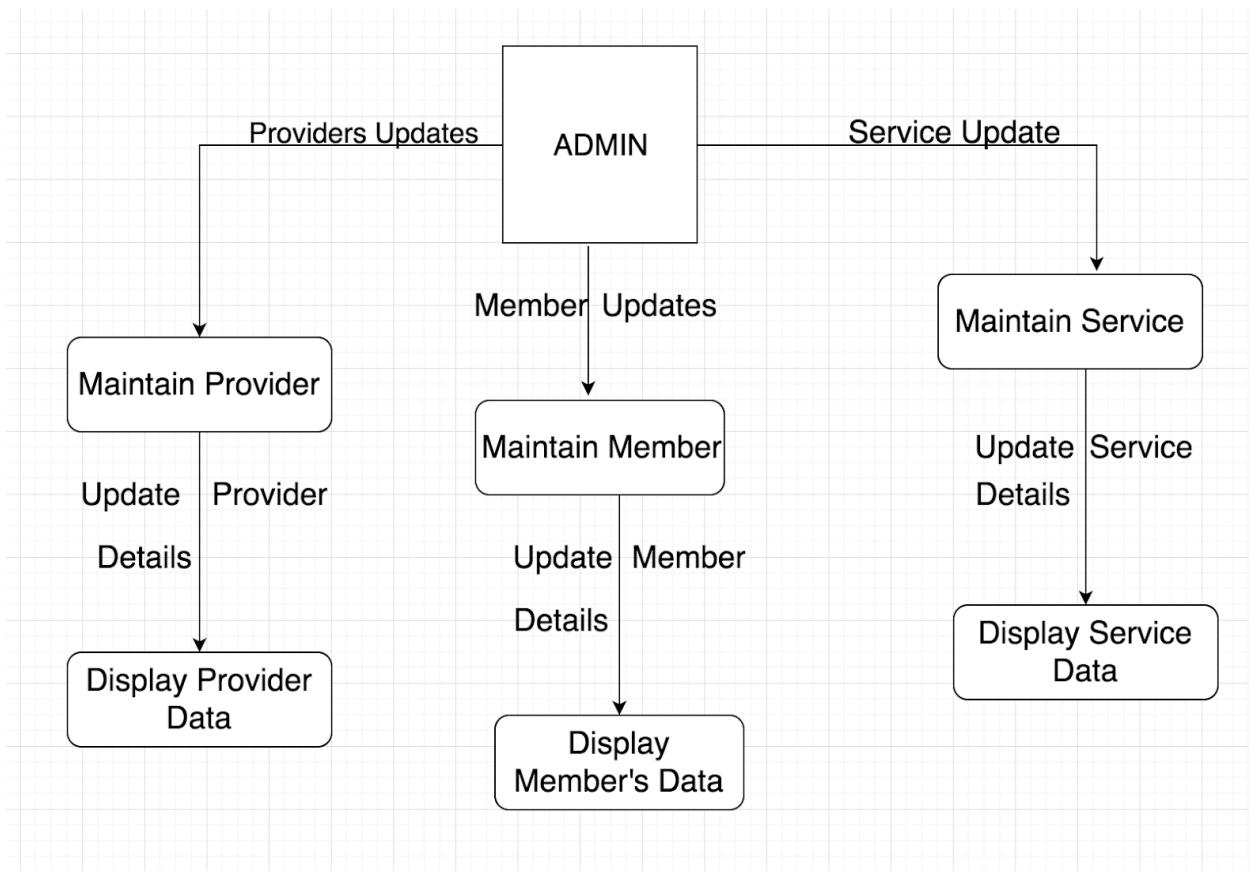 ADMIN
Providers Updates
Service Update
Member Updates
Maintain Provider
Maintain Member
Maintain Service
Update Provider
Details
Update Member
Details
Update Service
Details
Display Provider
Data
Display
Member's Data
Display Service
Data